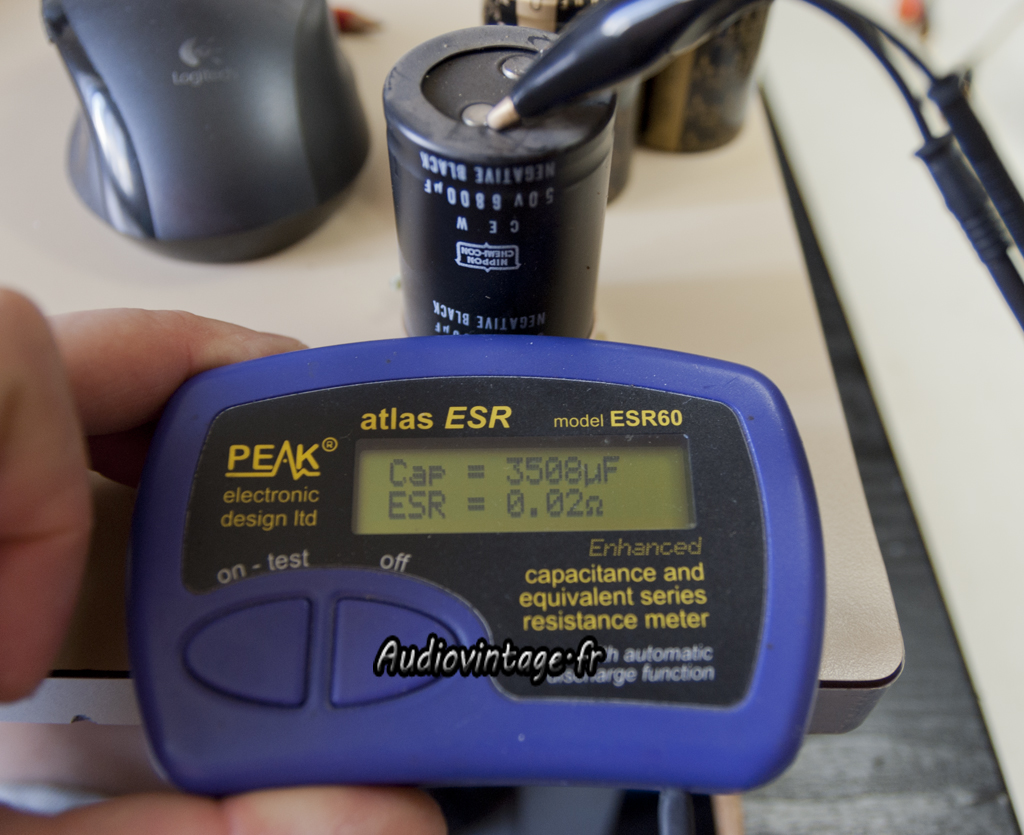 Logitech
NEGATIVE BLACK
50V 6800µF
C E W
NIPPON
CHEMI-CON
NEGATIVE BLACK
µF
atlas ESR model ESR60
PEAK®
electronic
design ltd
Cap = 3508µF
ESR = 0.02Ω
on - test off
Enhanced
capacitance and
equivalent series
resistance meter
automatic
discharge function
Audiovintage.fr